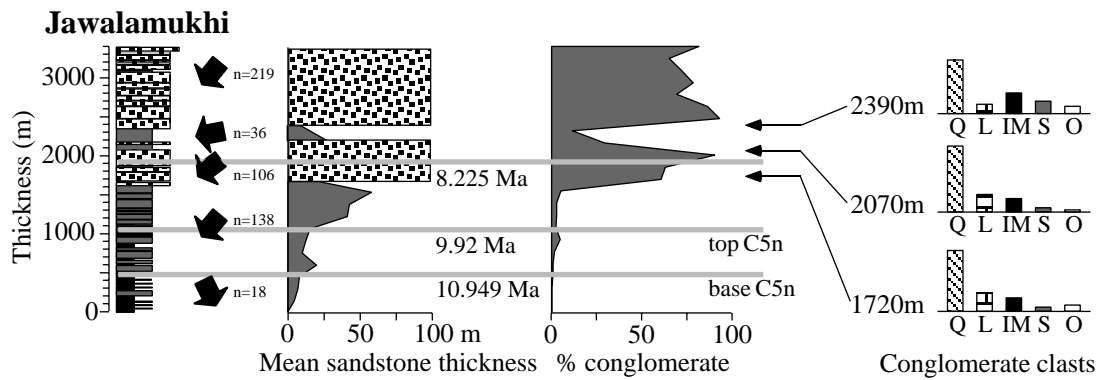 Jawalamukhi
Thickness (m)
3000
2000
1000
0
n=219
n=36
n=106
n=138
n=18
8.225 Ma
9.92 Ma
10.949 Ma
top C5n
base C5n
0 50 100 m
Mean sandstone thickness
0 50 100
% conglomerate
2390m
Q L IM S O
2070m
Q L IM S O
1720m
Q L IM S O
Conglomerate clasts